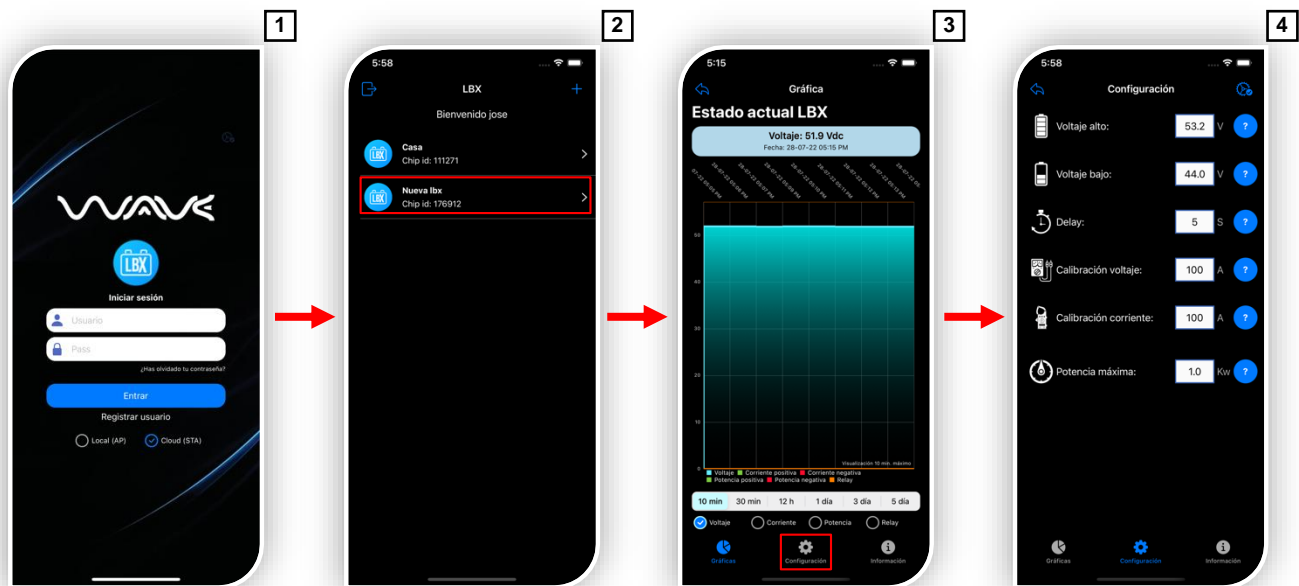 1
WAVE
LBX
Iniciar sesión
Usuario
Pass
¿Has olvidado tu contraseña?
Entrar
Registrar usuario
Local (AP) Cloud (STA)
2
5:58
LBX
Bienvenido jose
LBX
Casa
Chip id: 111271
LBX
Nueva lbx
Chip id: 176912
3
5:15
Gráfica
Estado actual LBX
Voltaje: 51.9 Vdc
Fecha: 28-07-22 05:15 PM
50
40
30
20
10
0
Visualización 10 min. máximo
Voltaje Corriente positiva Corriente negativa
Potencia positiva Potencia negativa Relay
10 min 30 min 12 h 1 día 3 día 5 día
Voltaje Corriente Potencia Relay
Gráficas Configuración Información
4
5:58
Configuración
Voltaje alto: 53.2 V ?
Voltaje bajo: 44.0 V ?
Delay: 5 S ?
Calibración voltaje: 100 A ?
Calibración corriente: 100 A ?
Potencia máxima: 1.0 Kw ?
Gráficas Configuración Información